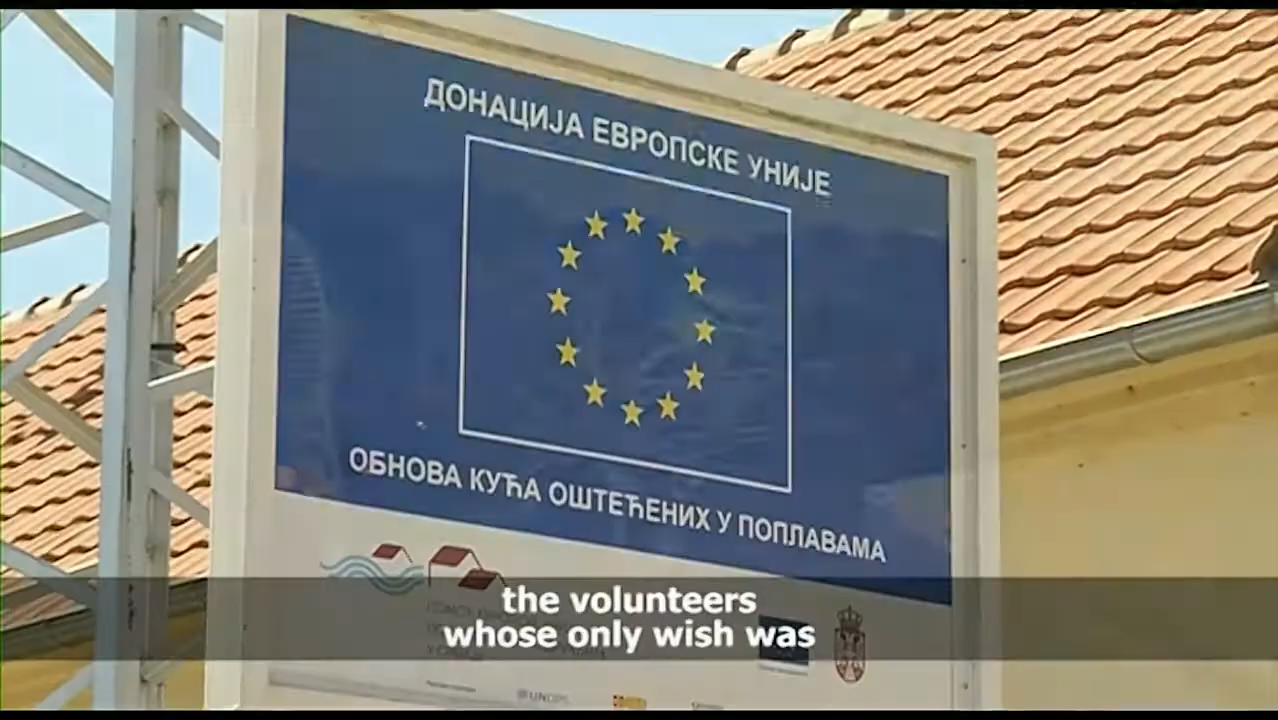 ДОНАЦИЈА ЕВРОПСКЕ УНИЈЕ
ОБНОВА КУЋА ОШТЕЋЕНИХ У ПОПЛАВАМА
the volunteers
whose only wish was
UNOPS